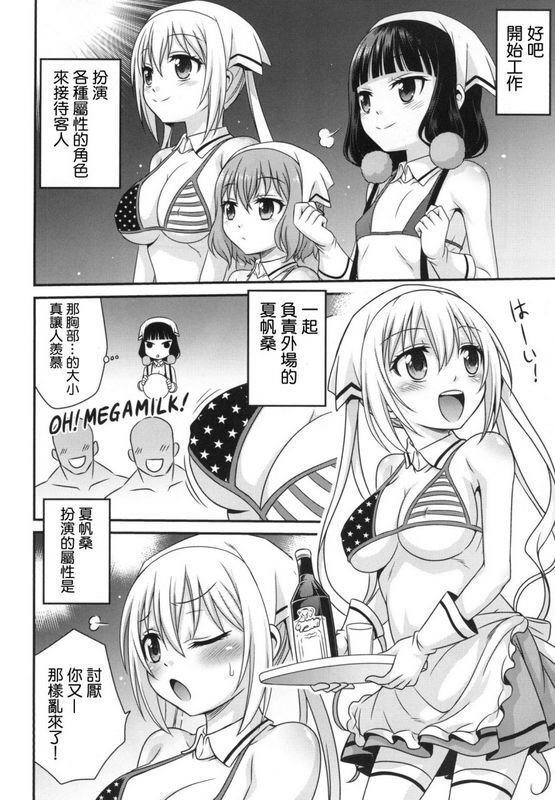 好吧
開始工作
扮演
各種屬性的角色
來接待客人
一起
負責外場的
夏帆桑
はーい!
那胸部…的大小
真讓人羨慕
OH! MEGAMILK!
夏帆桑
扮演的屬性是
討厭
你又ー
那樣亂來了!